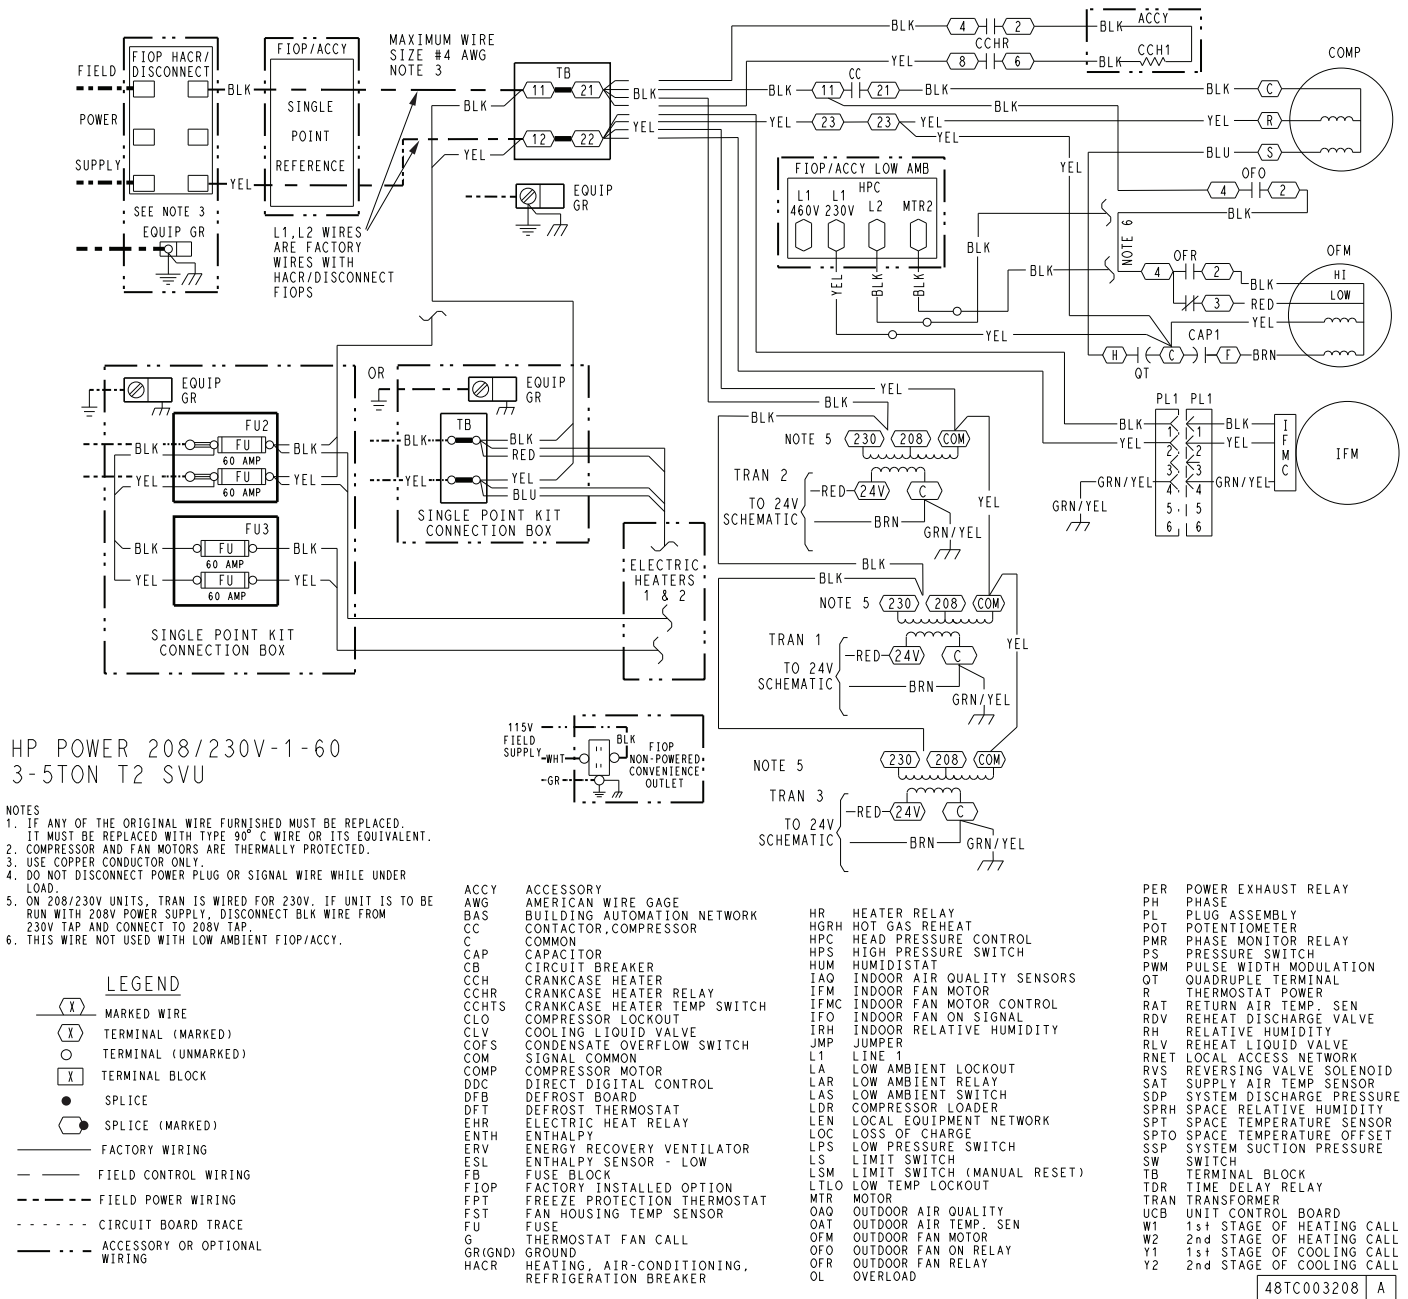 BLK 4 2 BLK ACCY
CCHR
YEL 8 6 BLK CCH1
COMP
FIOP HACR/
DISCONNECT
FIOP/ACCY
MAXIMUM WIRE
SIZE #4 AWG
NOTE 3
FIELD
POWER
SUPPLY
BLK
YEL
SINGLE
POINT
REFERENCE
SEE NOTE 3
EQUIP GR
L1,L2 WIRES
ARE FACTORY
WIRES WITH
HACR/DISCONNECT
FIOPS
TB
BLK 11 21 BLK
YEL 12 22 YEL
EQUIP
GR
CC
BLK 11 21 BLK BLK C
BLK
YEL 23 23 YEL YEL R
YEL
BLU S
YEL
OFO
4 2
BLK
FIOP/ACCY LOW AMB
HPC
L1 L1 L2 MTR2
460V 230V
YEL BLK BLK
BLK
BLK
YEL
NOTE 6
OFR
4 2 BLK
3 RED
YEL
OFM
HI
LOW
CAP1
H C F BRN
QT
EQUIP
GR
FU2
BLK FU BLK
60 AMP
YEL FU YEL
60 AMP
FU3
BLK FU BLK
60 AMP
YEL FU YEL
60 AMP
SINGLE POINT KIT
CONNECTION BOX
OR
EQUIP
GR
TB
BLK BLK
RED
YEL YEL
BLU
SINGLE POINT KIT
CONNECTION BOX
ELECTRIC
HEATERS
1 & 2
YEL
BLK
BLK
NOTE 5 230 208 COM
TRAN 2
TO 24V
SCHEMATIC
RED 24V C
BRN
GRN/YEL
YEL
BLK
BLK
NOTE 5 230 208 COM
TRAN 1
TO 24V
SCHEMATIC
RED 24V C
BRN
GRN/YEL
YEL
NOTE 5
230 208 COM
TRAN 3
TO 24V
SCHEMATIC
RED 24V C
BRN
GRN/YEL
PL1 PL1
BLK 1 1 BLK
YEL 2 2 YEL
3 3
GRN/YEL 4 4 GRN/YEL
5 5
6 6
GRN/YEL
IFMC
IFM
115V
FIELD
SUPPLY
WHT
GR
BLK
FIOP
NON-POWERED
CONVENIENCE
OUTLET
HP POWER 208/230V-1-60
3-5TON T2 SVU
NOTES
1. IF ANY OF THE ORIGINAL WIRE FURNISHED MUST BE REPLACED.
IT MUST BE REPLACED WITH TYPE 90° C WIRE OR ITS EQUIVALENT.
2. COMPRESSOR AND FAN MOTORS ARE THERMALLY PROTECTED.
3. USE COPPER CONDUCTOR ONLY.
4. DO NOT DISCONNECT POWER PLUG OR SIGNAL WIRE WHILE UNDER
LOAD.
5. ON 208/230V UNITS, TRAN IS WIRED FOR 230V. IF UNIT IS TO BE
RUN WITH 208V POWER SUPPLY, DISCONNECT BLK WIRE FROM
230V TAP AND CONNECT TO 208V TAP.
6. THIS WIRE NOT USED WITH LOW AMBIENT FIOP/ACCY.
LEGEND
X MARKED WIRE
X TERMINAL (MARKED)
TERMINAL (UNMARKED)
X TERMINAL BLOCK
SPLICE
SPLICE (MARKED)
FACTORY WIRING
FIELD CONTROL WIRING
FIELD POWER WIRING
CIRCUIT BOARD TRACE
ACCESSORY OR OPTIONAL
WIRING
ACCY ACCESSORY
AWG AMERICAN WIRE GAGE
BAS BUILDING AUTOMATION NETWORK
CC CONTACTOR,COMPRESSOR
C COMMON
CAP CAPACITOR
CB CIRCUIT BREAKER
CCH CRANKCASE HEATER
CCHR CRANKCASE HEATER RELAY
CCHTS CRANKCASE HEATER TEMP SWITCH
CLO COMPRESSOR LOCKOUT
CLV COOLING LIQUID VALVE
COFS CONDENSATE OVERFLOW SWITCH
COM SIGNAL COMMON
COMP COMPRESSOR MOTOR
DDC DIRECT DIGITAL CONTROL
DFB DEFROST BOARD
DFT DEFROST THERMOSTAT
EHR ELECTRIC HEAT RELAY
ENTH ENTHALPY
ERV ENERGY RECOVERY VENTILATOR
ESL ENTHALPY SENSOR - LOW
FB FUSE BLOCK
FIOP FACTORY INSTALLED OPTION
FPT FREEZE PROTECTION THERMOSTAT
FST FAN HOUSING TEMP SENSOR
FU FUSE
G THERMOSTAT FAN CALL
GR(GND) GROUND
HACR HEATING, AIR-CONDITIONING,
REFRIGERATION BREAKER
HR HEATER RELAY
HGRH HOT GAS REHEAT
HPC HEAD PRESSURE CONTROL
HPS HIGH PRESSURE SWITCH
HUM HUMIDISTAT
IAQ INDOOR AIR QUALITY SENSORS
IFM INDOOR FAN MOTOR
IFMC INDOOR FAN MOTOR CONTROL
IFO INDOOR FAN ON SIGNAL
IRH INDOOR RELATIVE HUMIDITY
JMP JUMPER
L1 LINE 1
LA LOW AMBIENT LOCKOUT
LAR LOW AMBIENT RELAY
LAS LOW AMBIENT SWITCH
LDR COMPRESSOR LOADER
LEN LOCAL EQUIPMENT NETWORK
LOC LOSS OF CHARGE
LPS LOW PRESSURE SWITCH
LS LIMIT SWITCH
LSM LIMIT SWITCH (MANUAL RESET)
LTLO LOW TEMP LOCKOUT
MTR MOTOR
OAQ OUTDOOR AIR QUALITY
OAT OUTDOOR AIR TEMP. SEN
OFM OUTDOOR FAN MOTOR
OFO OUTDOOR FAN ON RELAY
OFR OUTDOOR FAN RELAY
OL OVERLOAD
PER POWER EXHAUST RELAY
PH PHASE
PL PLUG ASSEMBLY
POT POTENTIOMETER
PMR PHASE MONITOR RELAY
PS PRESSURE SWITCH
PWM PULSE WIDTH MODULATION
QT QUADRUPLE TERMINAL
R THERMOSTAT POWER
RAT RETURN AIR TEMP. SEN
RDV REHEAT DISCHARGE VALVE
RH RELATIVE HUMIDITY
RLV REHEAT LIQUID VALVE
RNET LOCAL ACCESS NETWORK
RVS REVERSING VALVE SOLENOID
SAT SUPPLY AIR TEMP SENSOR
SDP SYSTEM DISCHARGE PRESSURE
SPRH SPACE RELATIVE HUMIDITY
SPT SPACE TEMPERATURE SENSOR
SPTO SPACE TEMPERATURE OFFSET
SSP SYSTEM SUCTION PRESSURE
SW SWITCH
TB TERMINAL BLOCK
TDR TIME DELAY RELAY
TRAN TRANSFORMER
UCB UNIT CONTROL BOARD
W1 1st STAGE OF HEATING CALL
W2 2nd STAGE OF HEATING CALL
Y1 1st STAGE OF COOLING CALL
Y2 2nd STAGE OF COOLING CALL
48TC003208 A